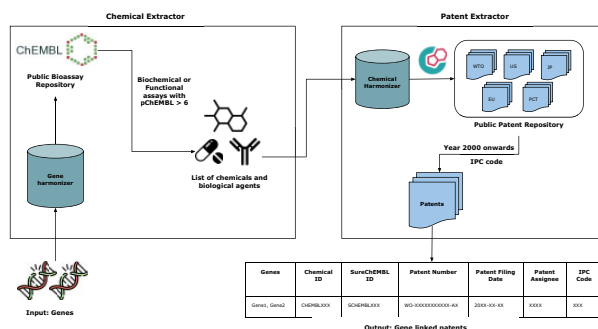 Chemical Extractor
Patent Extractor
ChEMBL
Public Bioassay
Repository
Biochemical or
Functional
assays with
pChEMBL > 6
Gene
harmonizer
List of chemicals and
biological agents
Input: Genes
Chemical
Harmonizer
WTO
US
JP
EU
PCT
Public Patent Repository
Year 2000 onwards
IPC code
Patents
Genes
Chemical
ID
SureChEMBL
ID
Patent Number
Patent Filing
Date
Patent
Assignee
IPC
Code
Gene1, Gene2
CHEMBLXXX
SCHEMBLXXX
WO-XXXXXXXXXXX-AX
20XX-XX-XX
XXXX
XXX
Output: Gene linked patents